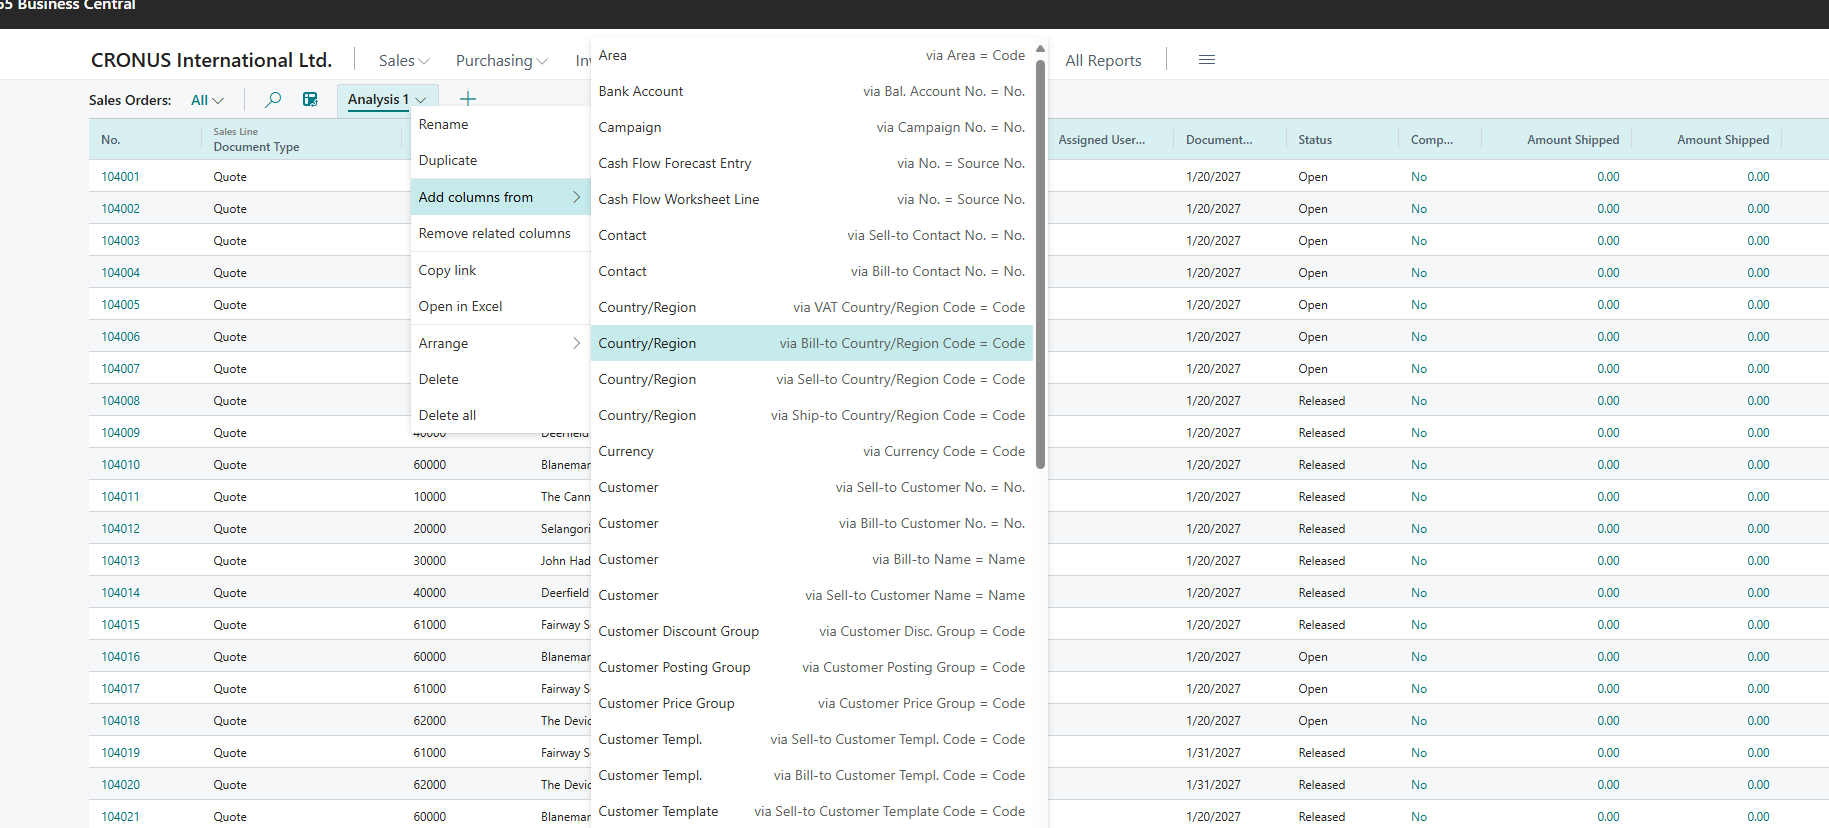 365 Business Central
CRONUS International Ltd.
Sales
Purchasing
All Reports
Sales Orders:
All
Analysis 1
No.
Sales Line
Document Type
Assigned User...
Document...
Status
Comp...
Amount Shipped
Amount Shipped
Rename
Duplicate
Add columns from
Remove related columns
Copy link
Open in Excel
Arrange
Delete
Delete all
Area via Area = Code
Bank Account via Bal. Account No. = No.
Campaign via Campaign No. = No.
Cash Flow Forecast Entry via No. = Source No.
Cash Flow Worksheet Line via No. = Source No.
Contact via Sell-to Contact No. = No.
Contact via Bill-to Contact No. = No.
Country/Region via VAT Country/Region Code = Code
Country/Region via Bill-to Country/Region Code = Code
Country/Region via Sell-to Country/Region Code = Code
Country/Region via Ship-to Country/Region Code = Code
Currency via Currency Code = Code
Customer via Sell-to Customer No. = No.
Customer via Bill-to Customer No. = No.
Customer via Bill-to Name = Name
Customer via Sell-to Customer Name = Name
Customer Discount Group via Customer Disc. Group = Code
Customer Posting Group via Customer Posting Group = Code
Customer Price Group via Customer Price Group = Code
Customer Templ. via Sell-to Customer Templ. Code = Code
Customer Templ. via Bill-to Customer Templ. Code = Code
Customer Template via Sell-to Customer Template Code = Code
104001 Quote 1/20/2027 Open No 0.00 0.00
104002 Quote 1/20/2027 Open No 0.00 0.00
104003 Quote 1/20/2027 Open No 0.00 0.00
104004 Quote 1/20/2027 Open No 0.00 0.00
104005 Quote 1/20/2027 Open No 0.00 0.00
104006 Quote 1/20/2027 Open No 0.00 0.00
104007 Quote 1/20/2027 Open No 0.00 0.00
104008 Quote 1/20/2027 Released No 0.00 0.00
104009 Quote 40000 Deerfield 1/20/2027 Released No 0.00 0.00
104010 Quote 60000 Blanemar 1/20/2027 Released No 0.00 0.00
104011 Quote 10000 The Cann 1/20/2027 Released No 0.00 0.00
104012 Quote 20000 Selangori 1/20/2027 Released No 0.00 0.00
104013 Quote 30000 John Had 1/20/2027 Released No 0.00 0.00
104014 Quote 40000 Deerfield 1/20/2027 Released No 0.00 0.00
104015 Quote 61000 Fairway S 1/20/2027 Released No 0.00 0.00
104016 Quote 60000 Blanemar 1/20/2027 Open No 0.00 0.00
104017 Quote 61000 Fairway S 1/20/2027 Open No 0.00 0.00
104018 Quote 62000 The Devic 1/20/2027 Open No 0.00 0.00
104019 Quote 61000 Fairway S 1/31/2027 Released No 0.00 0.00
104020 Quote 62000 The Devic 1/31/2027 Released No 0.00 0.00
104021 Quote 60000 Blanemar 1/20/2027 Released No 0.00 0.00